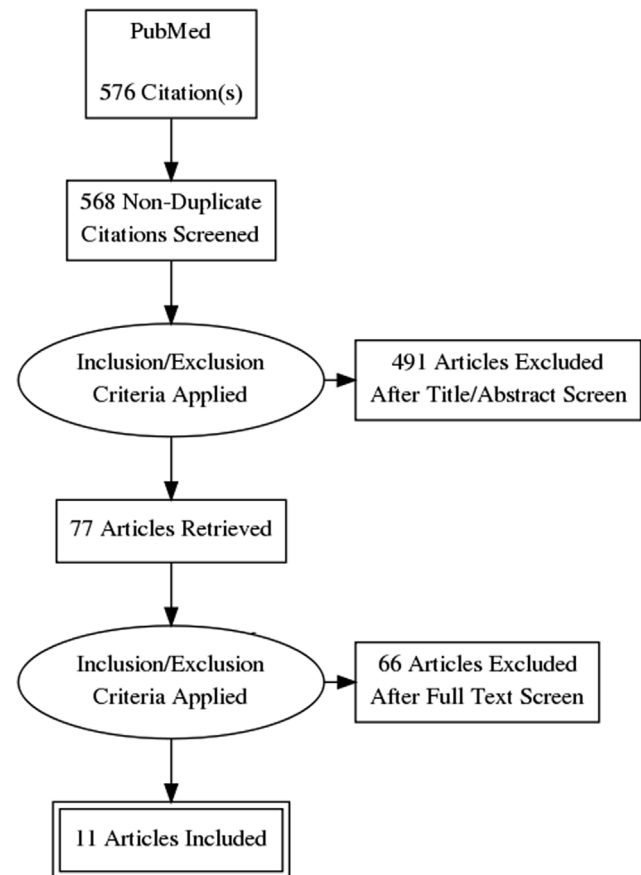 PubMed
576 Citation(s)
568 Non-Duplicate
Citations Screened
Inclusion/Exclusion
Criteria Applied
491 Articles Excluded
After Title/Abstract Screen
77 Articles Retrieved
Inclusion/Exclusion
Criteria Applied
66 Articles Excluded
After Full Text Screen
11 Articles Included